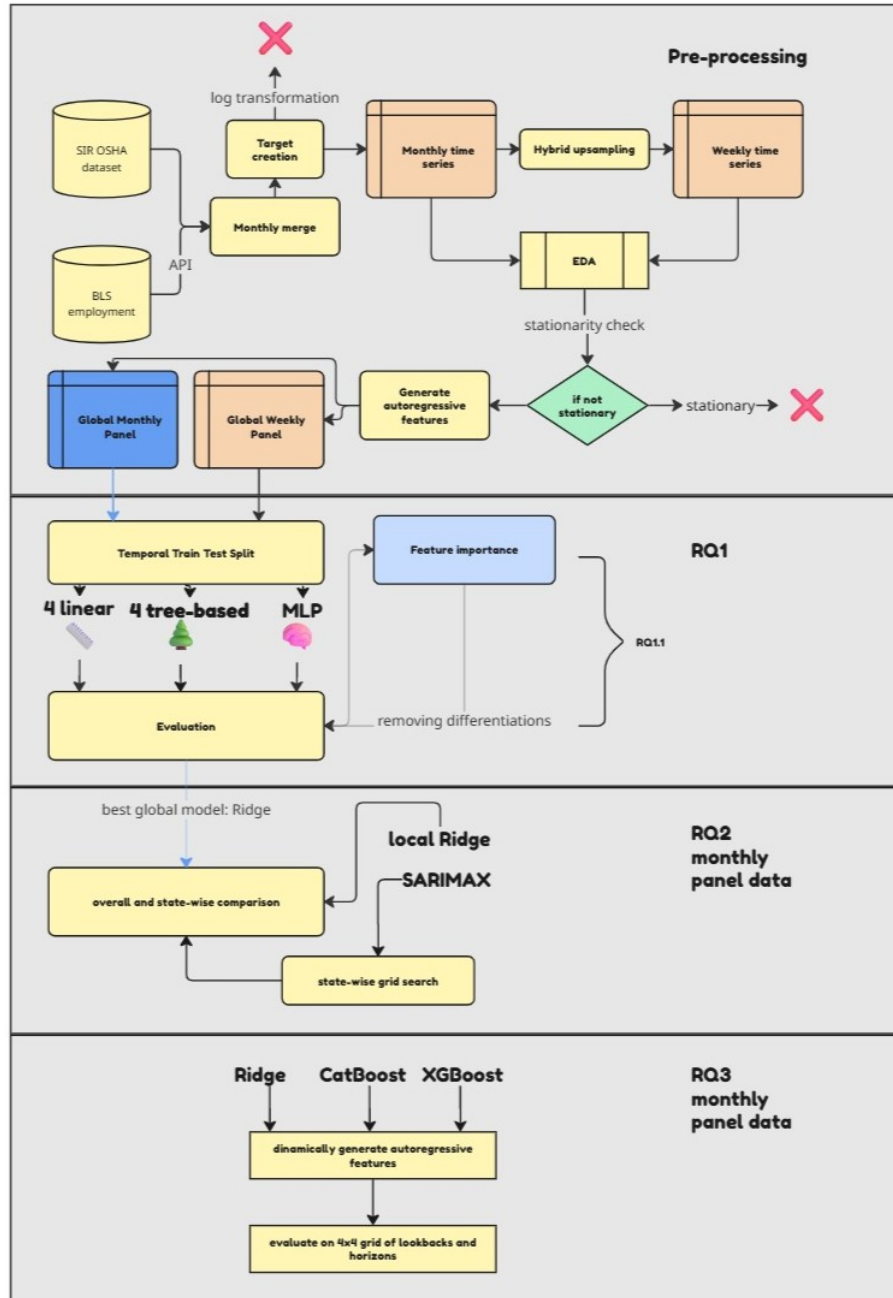 Pre-processing
log transformation
SIR OSHA
dataset
Target
creation
Monthly time
series
Hybrid upsampling
Weekly time
series
Monthly merge
API
BLS
employment
EDA
stationarity check
Global Monthly
Panel
Global Weekly
Panel
Generate
autoregressive
features
if not
stationary
stationary
Temporal Train Test Split
Feature importance
RQ1
4 linear
4 tree-based
MLP
RQ1.1
Evaluation
removing differentiations
best global model: Ridge
local Ridge
RQ2
monthly
panel data
SARIMAX
overall and state-wise comparison
state-wise grid search
Ridge
CatBoost
XGBoost
RQ3
monthly
panel data
dinamically generate autoregressive
features
evaluate on 4x4 grid of lookbacks and
horizons